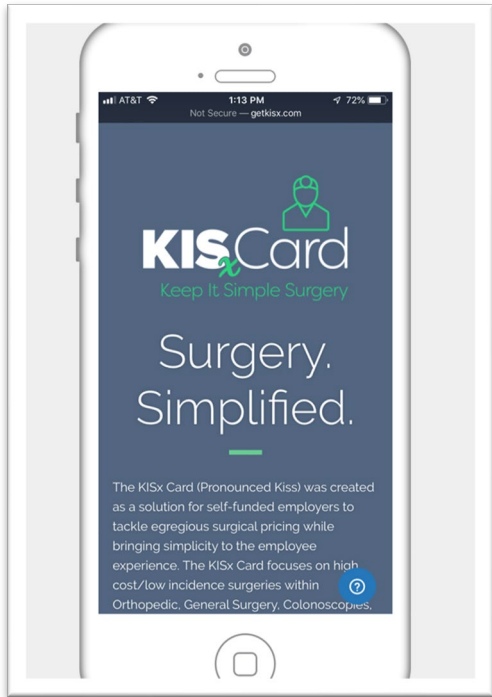 AT&T 1:13 PM 72%
Not Secure — getkisx.com
KISxCard
Keep It Simple Surgery
Surgery.
Simplified.
The KISx Card (Pronounced Kiss) was created
as a solution for self-funded employers to
tackle egregious surgical pricing while
bringing simplicity to the employee
experience. The KISx Card focuses on high
cost/low incidence surgeries within
?
Orthopedic, General Surgery, Colonoscopies,